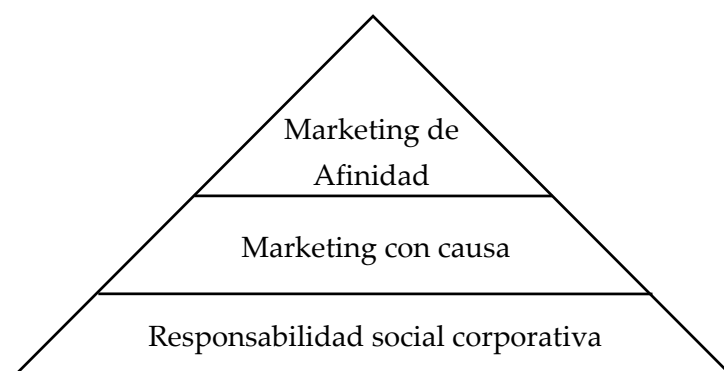 Marketing de
Afinidad
Marketing con causa
Responsabilidad social corporativa